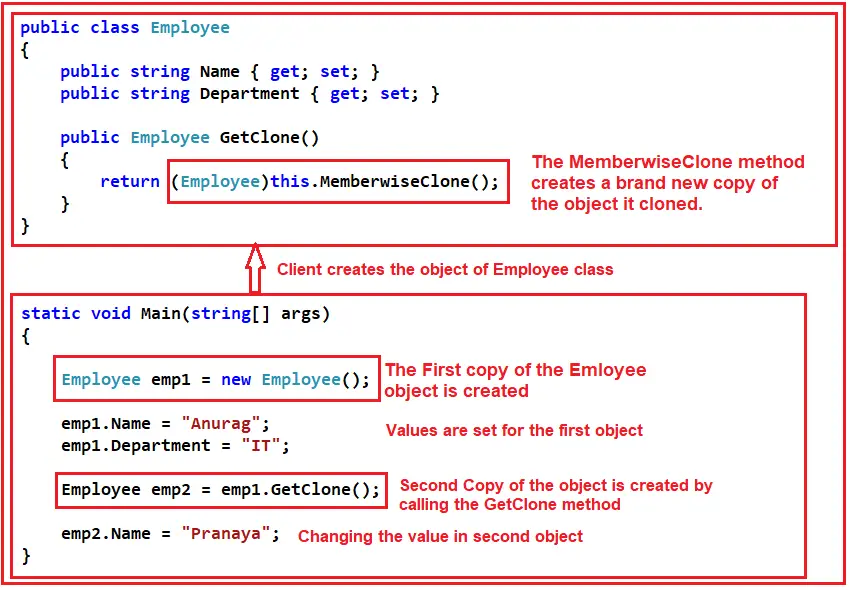 public class Employee
{
public string Name { get; set; }
public string Department { get; set; }
public Employee GetClone()
{
return (Employee)this.MemberwiseClone();
}
}
The MemberwiseClone method
creates a brand new copy of
the object it cloned.
Client creates the object of Employee class
static void Main(string[] args)
{
Employee emp1 = new Employee();
The First copy of the Emloyee
object is created
emp1.Name = "Anurag";
emp1.Department = "IT";
Values are set for the first object
Employee emp2 = emp1.GetClone();
Second Copy of the object is created by
calling the GetClone method
emp2.Name = "Pranaya";
Changing the value in second object
}